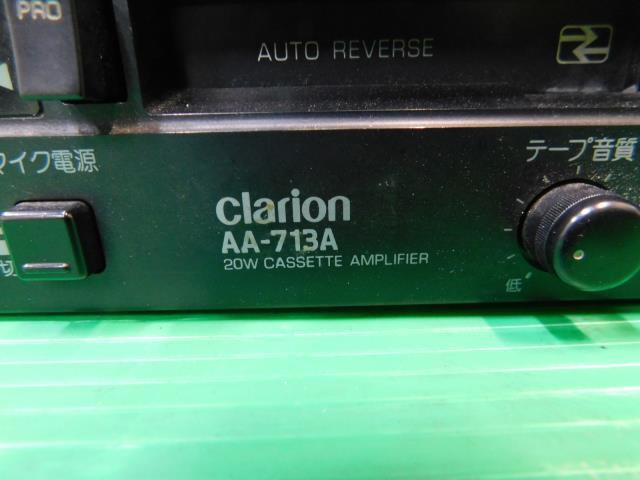 PRO
AUTO REVERSE
マイク電源
テープ音質
clarion
AA-713A
20W CASSETTE AMPLIFIER
切
低